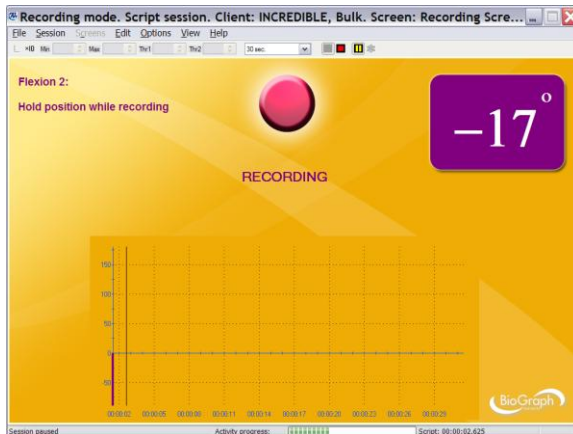 Recording mode. Script session. Client: INCREDIBLE, Bulk. Screen: Recording Scre...
File Session Screens Edit Options View Help
L ×10 Min Max Thr1 Thr2 30 sec.
Flexion 2:
Hold position while recording
−17°
RECORDING
150
100
50
0
-50
00:00:02 00:00:05 00:00:08 00:00:11 00:00:14 00:00:17 00:00:20 00:00:23 00:00:26 00:00:29
BioGraph
Session paused Activity progress: Script: 00:00:02.625